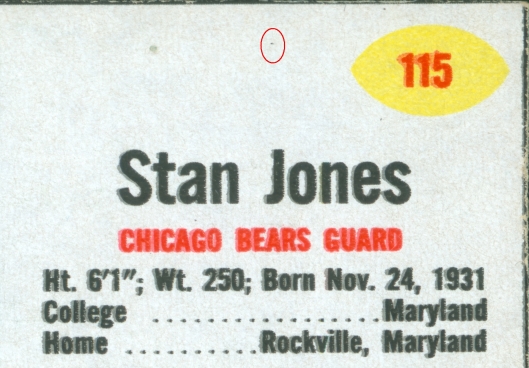 115
Stan Jones
CHICAGO BEARS GUARD
Ht. 6'1"; Wt. 250; Born Nov. 24, 1931
College ..................Maryland
Home ..........Rockville, Maryland